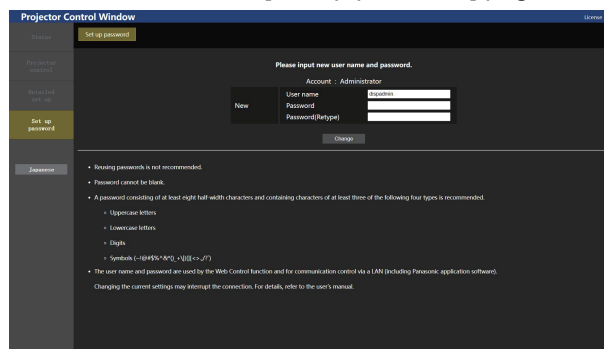 Projector Control Window
License
Status
Set up password
Projector control
Detailed set up
Set up password
Japanese
Please input new user name and password.
Account : Administrator
New
User name
dispadmin
Password
Password(Retype)
Change
• Reusing passwords is not recommended.
• Password cannot be blank.
• A password consisting of at least eight half-width characters and containing characters of at least three of the following four types is recommended.
Uppercase letters
Lowercase letters
Digits
Symbols
• The user name and password are used by the Web Control function and for communication control via a LAN (including Panasonic application software).
Changing the current settings may interrupt the connection. For details, refer to the user's manual.